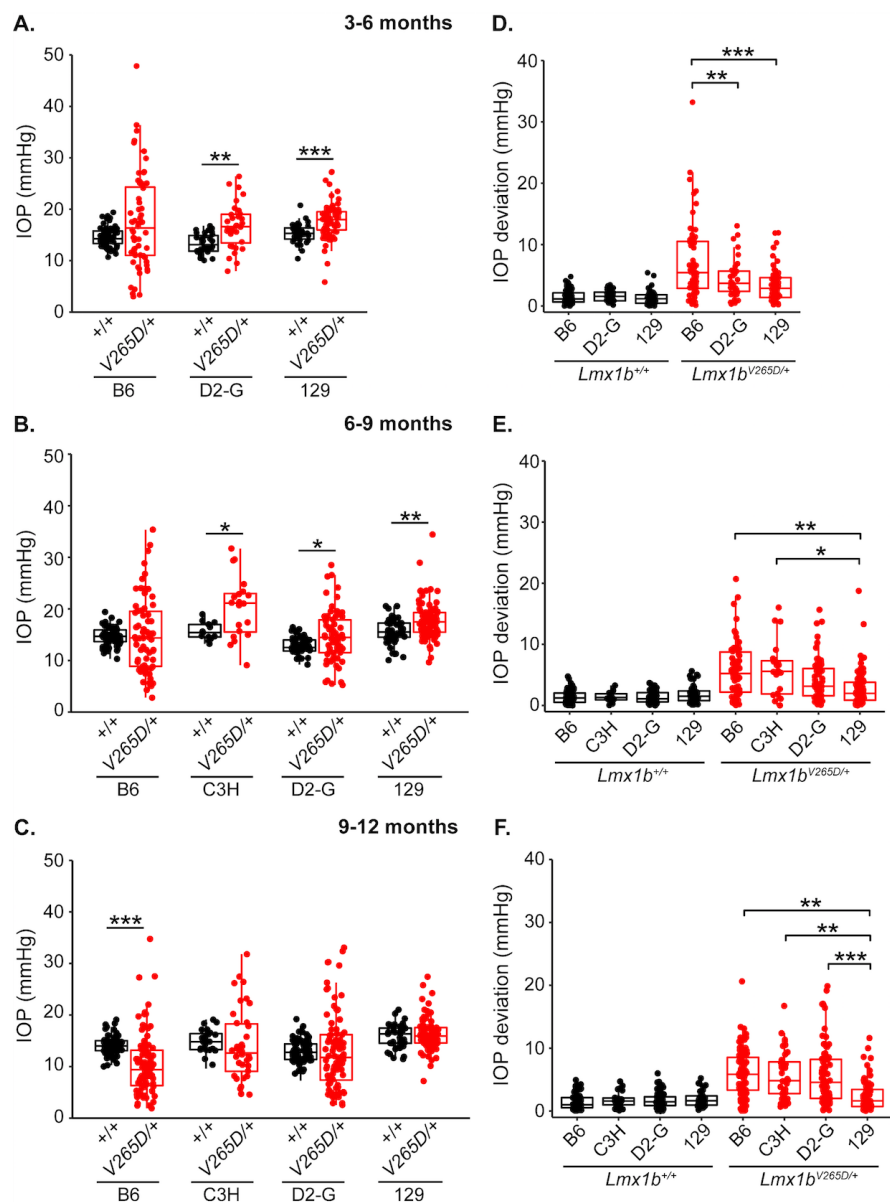 A. 3-6 months
IOP (mmHg)
50
40
30
20
10
0
** ***
+/+ V265D/+ +/+ V265D/+ +/+ V265D/+
B6 D2-G 129
D.
IOP deviation (mmHg)
40
30
20
10
0
***
**
B6 D2-G 129 B6 D2-G 129
Lmx1b+/+ Lmx1bV265D/+
B. 6-9 months
IOP (mmHg)
50
40
30
20
10
0
* * **
+/+ V265D/+ +/+ V265D/+ +/+ V265D/+ +/+ V265D/+
B6 C3H D2-G 129
E.
IOP deviation (mmHg)
40
30
20
10
0
**
*
B6 C3H D2-G 129 B6 C3H D2-G 129
Lmx1b+/+ Lmx1bV265D/+
C. 9-12 months
IOP (mmHg)
50
40
30
20
10
0
***
+/+ V265D/+ +/+ V265D/+ +/+ V265D/+ +/+ V265D/+
B6 C3H D2-G 129
F.
IOP deviation (mmHg)
40
30
20
10
0
**
**
***
B6 C3H D2-G 129 B6 C3H D2-G 129
Lmx1b+/+ Lmx1bV265D/+